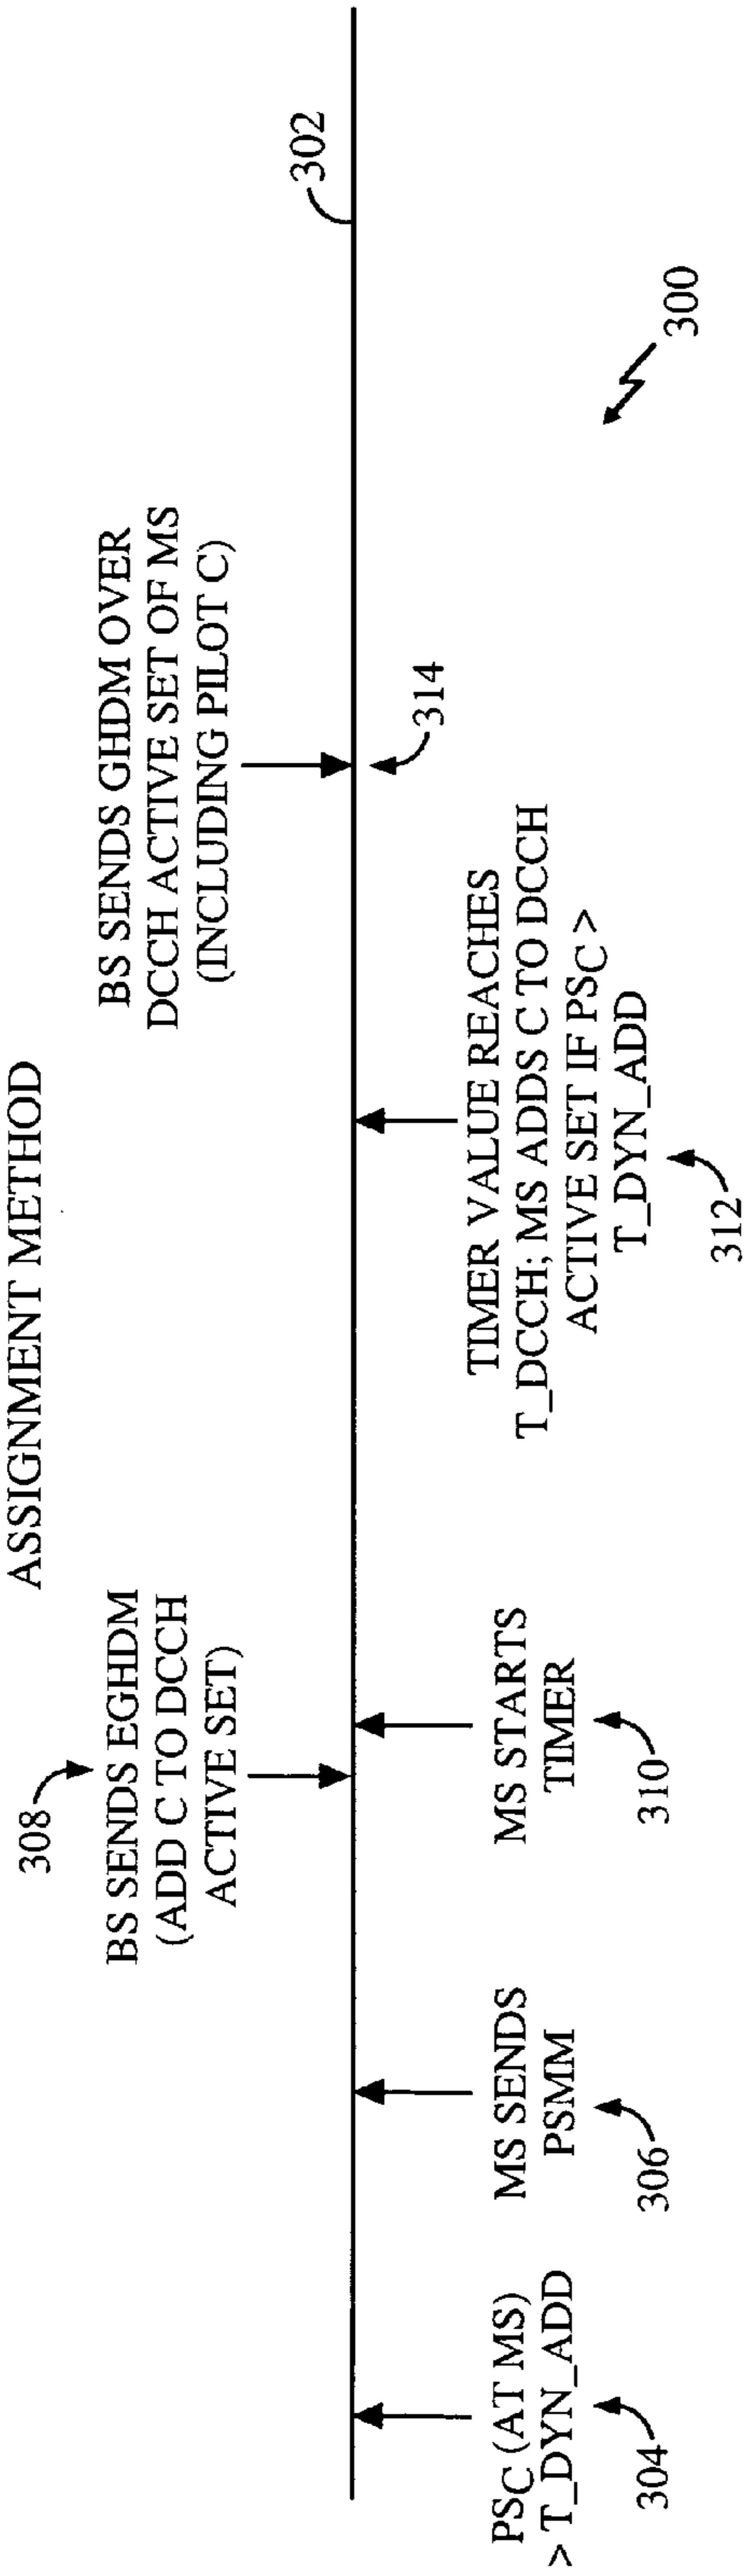 ASSIGNMENT METHOD
308
BS SENDS EGHDM
(ADD C TO DCCH
ACTIVE SET)
BS SENDS GHDM OVER
DCCH ACTIVE SET OF MS
(INCLUDING PILOT C)
302
314
PSC (AT MS)
> T_DYN_ADD
304
MS SENDS
PSMM
306
MS STARTS
TIMER
310
TIMER VALUE REACHES
T_DCCH; MS ADDS C TO DCCH
ACTIVE SET IF PSC >
T_DYN_ADD
312
300